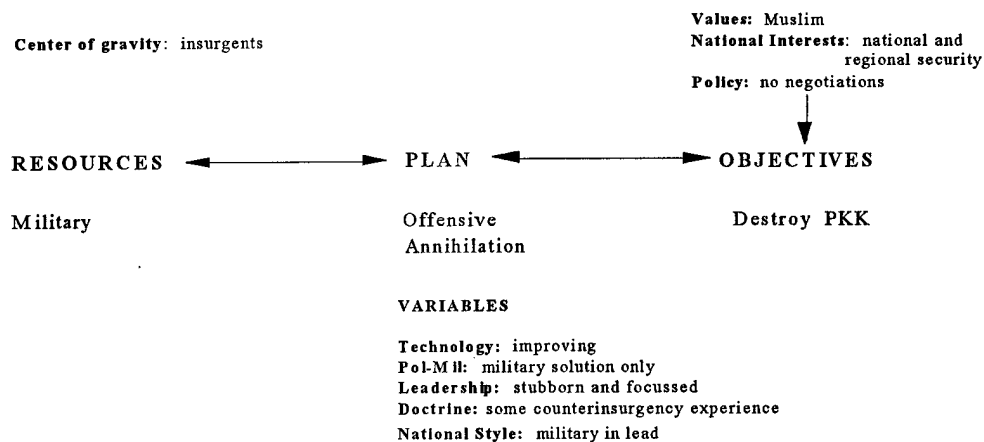 Values: Muslim
Center of gravity: insurgents
National Interests: national and
regional security
Policy: no negotiations
RESOURCES PLAN OBJECTIVES
Military Offensive Destroy PKK
Annihilation
VARIABLES
Technology: improving
Pol-Mil: military solution only
Leadership: stubborn and focussed
Doctrine: some counterinsurgency experience
National Style: military in lead